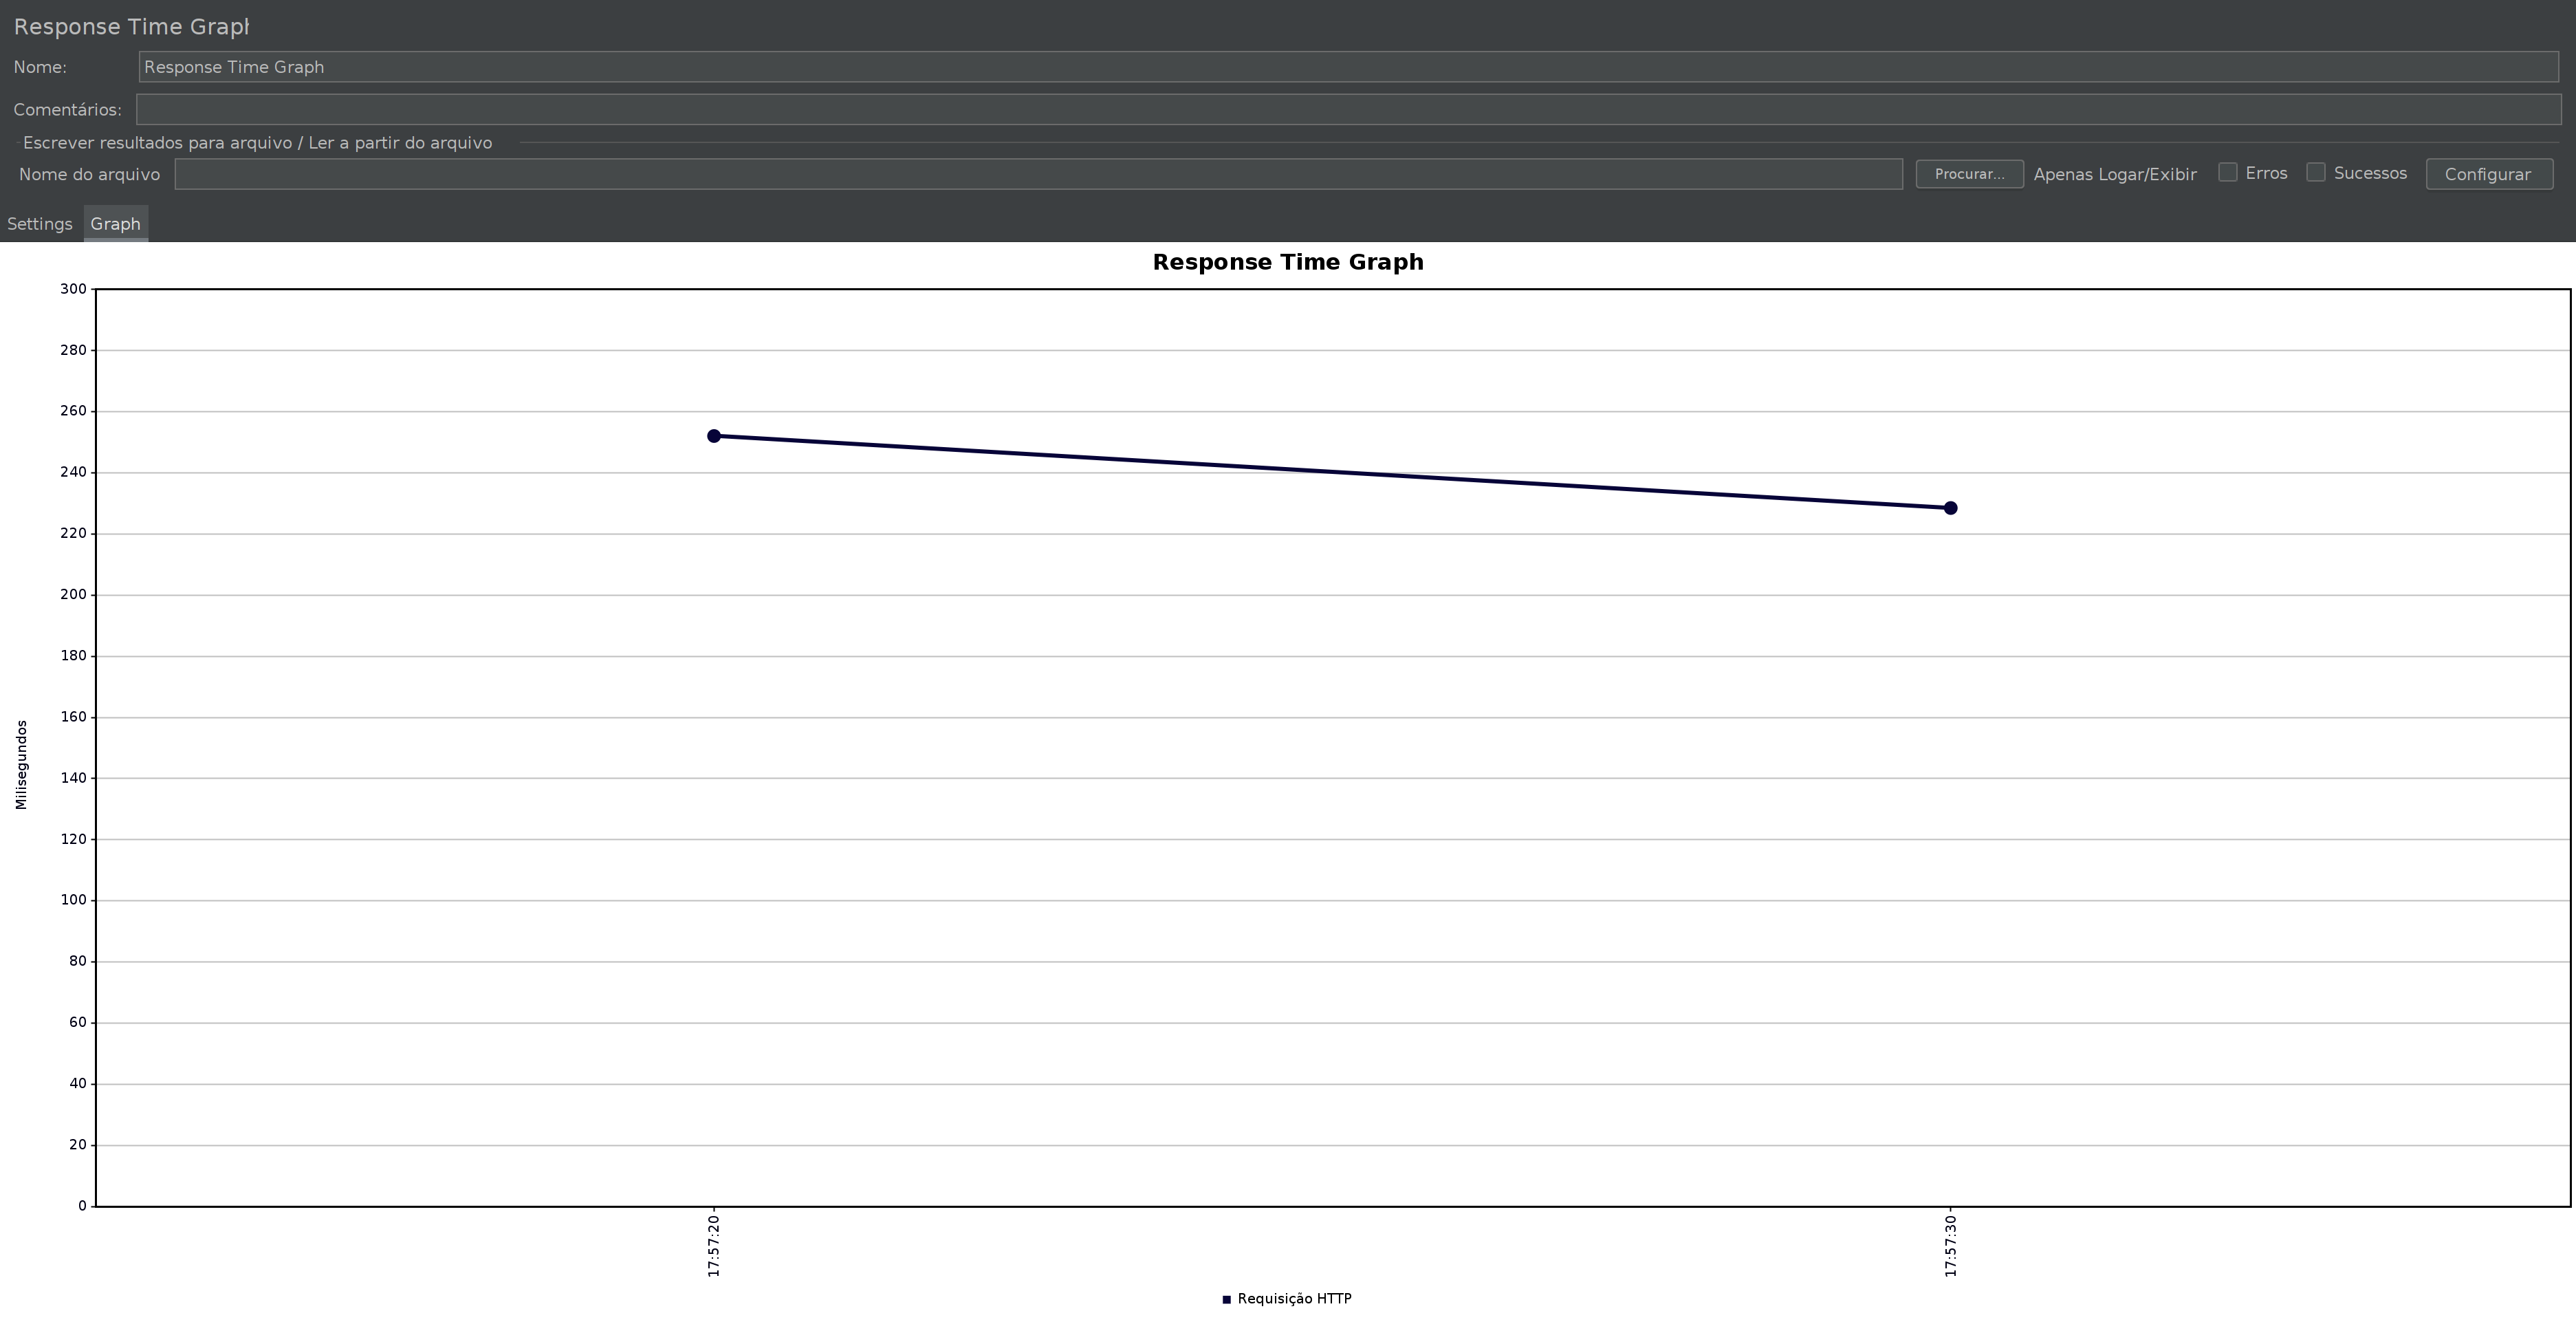 Response Time Graph
Nome: Response Time Graph
Comentários:
Escrever resultados para arquivo / Ler a partir do arquivo
Nome do arquivo Procurar... Apenas Logar/Exibir Erros Sucessos Configurar
Settings Graph
Response Time Graph
300
280
260
240
220
200
180
160
140
120
100
80
60
40
20
0
Milisegundos
17:57:20 17:57:30
Requisição HTTP